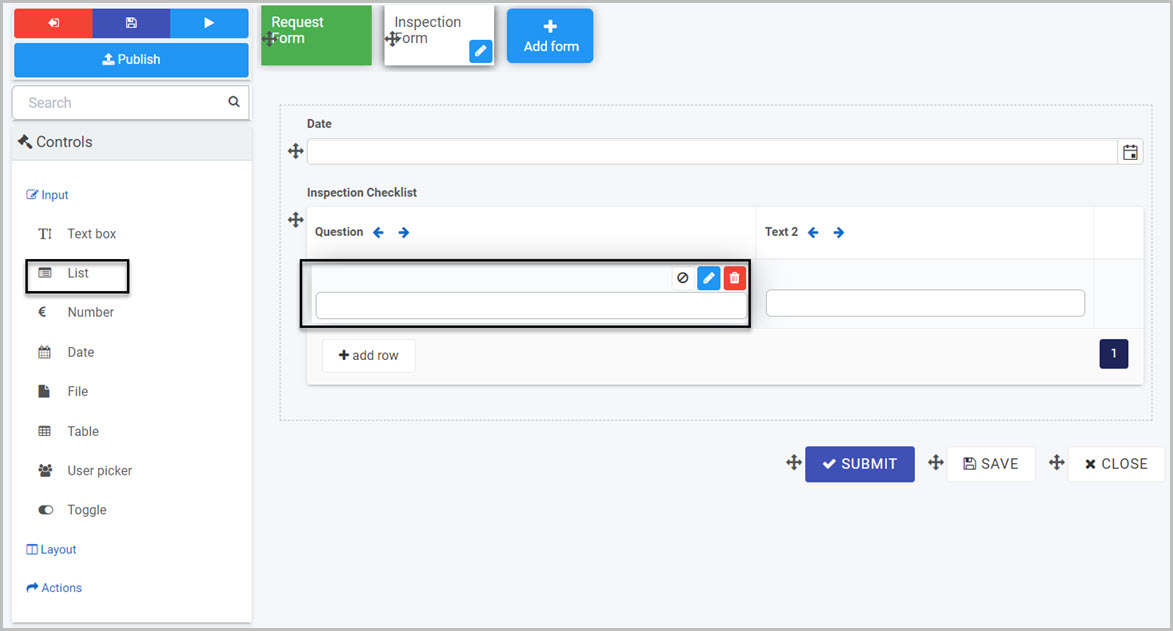 Request
Form
Inspection
Form
Add form
Publish
Search
Controls
Input
Text box
List
Number
Date
File
Table
User picker
Toggle
Layout
Actions
Date
Inspection Checklist
Question
Text 2
add row
1
SUBMIT
SAVE
CLOSE